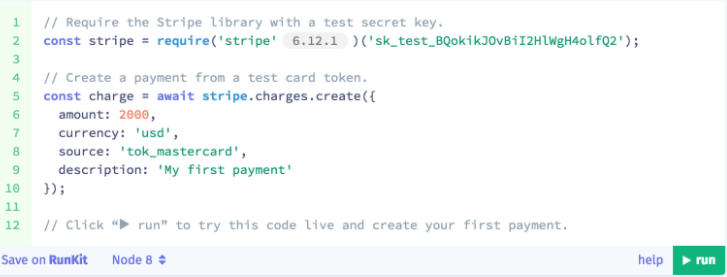 1 // Require the Stripe library with a test secret key.
2 const stripe = require('stripe' 6.12.1 )('sk_test_BQokikJOvBiI2HlWgH4olfQ2');
3
4 // Create a payment from a test card token.
5 const charge = await stripe.charges.create({
6 amount: 2000,
7 currency: 'usd',
8 source: 'tok_mastercard',
9 description: 'My first payment'
10 });
11
12 // Click “▶ run” to try this code live and create your first payment.
Save on RunKit Node 8 help ▶ run